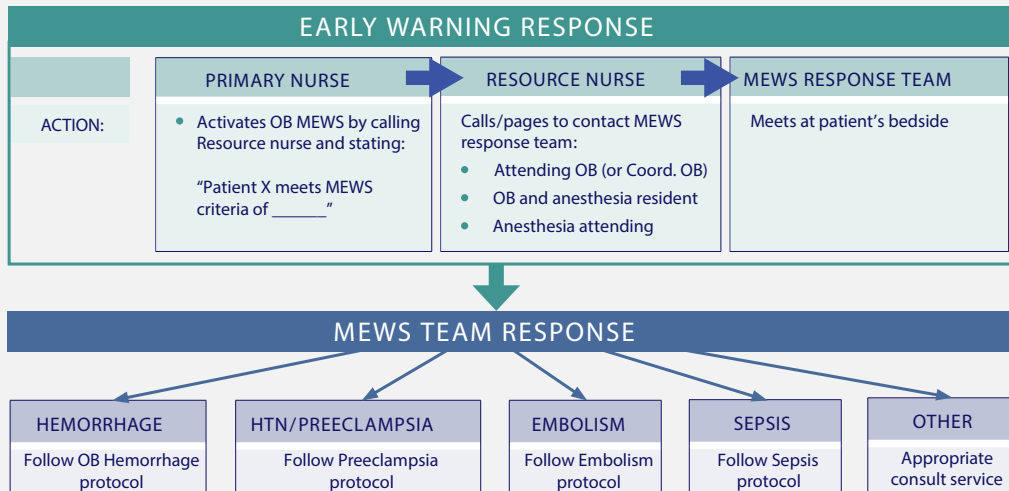 EARLY WARNING RESPONSE
PRIMARY NURSE
RESOURCE NURSE
MEWS RESPONSE TEAM
ACTION:
• Activates OB MEWS by calling
Resource nurse and stating:
“Patient X meets MEWS
criteria of ______”
Calls/pages to contact MEWS
response team:
• Attending OB (or Coord. OB)
• OB and anesthesia resident
• Anesthesia attending
Meets at patient’s bedside
MEWS TEAM RESPONSE
HEMORRHAGE
Follow OB Hemorrhage
protocol
HTN/PREECLAMPSIA
Follow Preeclampsia
protocol
EMBOLISM
Follow Embolism
protocol
SEPSIS
Follow Sepsis
protocol
OTHER
Appropriate
consult service